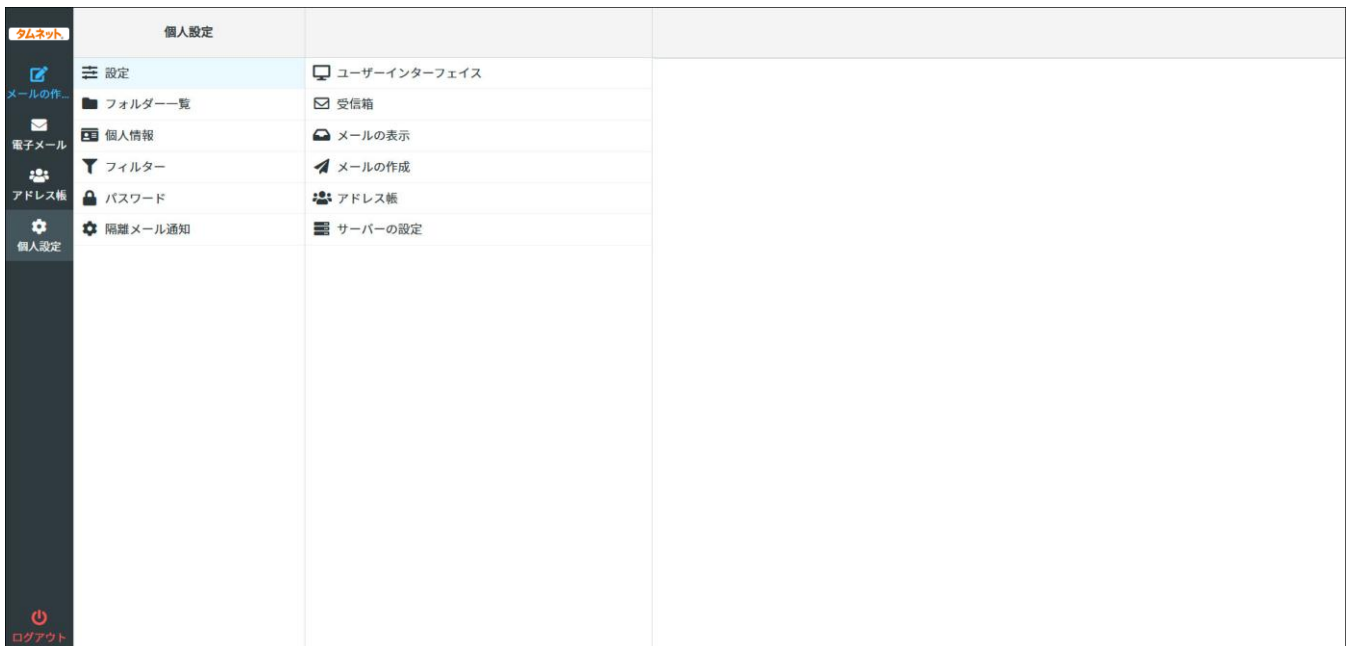 タムネット
メールの作...
電子メール
アドレス帳
個人設定
ログアウト
個人設定
設定
フォルダー一覧
個人情報
フィルター
パスワード
隔離メール通知
ユーザーインターフェイス
受信箱
メールの表示
メールの作成
アドレス帳
サーバーの設定